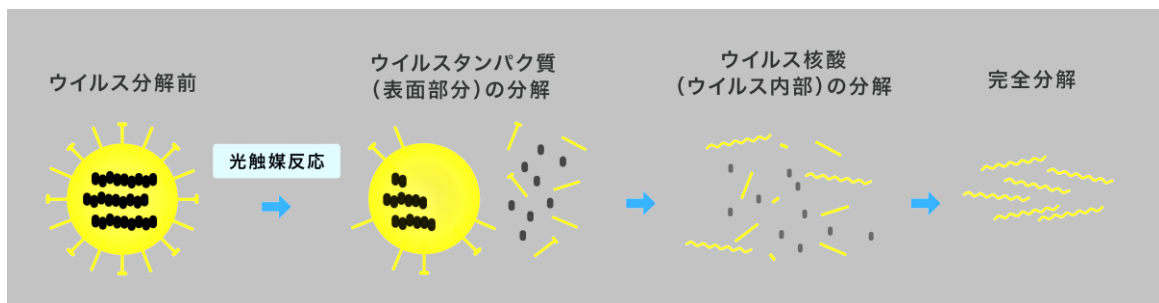 ウイルス分解前
光触媒反応
ウイルスタンパク質
(表面部分)の分解
ウイルス核酸
(ウイルス内部)の分解
完全分解